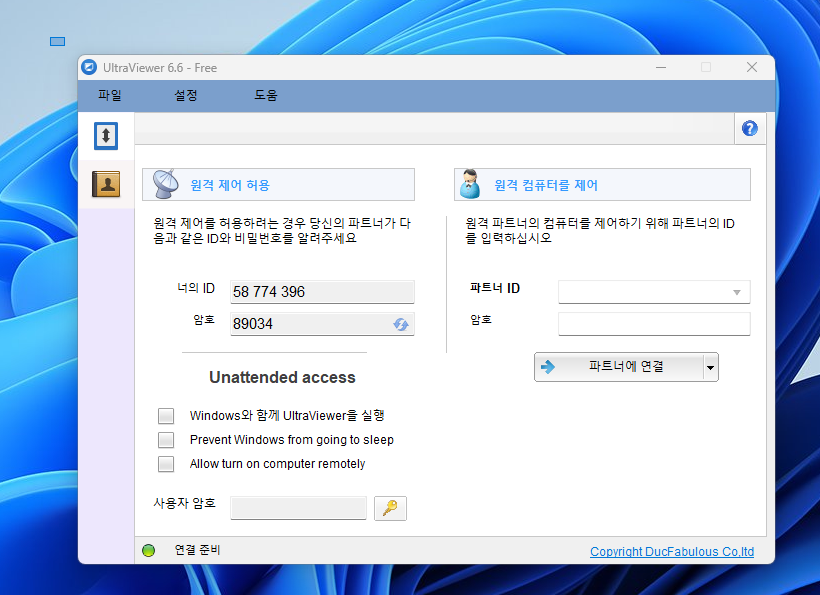 UltraViewer 6.6 - Free
파일 설정 도움
원격 제어 허용
원격 제어를 허용하려는 경우 당신의 파트너가 다
음과 같은 ID와 비밀번호를 알려주세요
너의 ID 58 774 396
암호 89034
Unattended access
Windows와 함께 UltraViewer을 실행
Prevent Windows from going to sleep
Allow turn on computer remotely
사용자 암호
원격 컴퓨터를 제어
원격 파트너의 컴퓨터를 제어하기 위해 파트너의 ID
를 입력하십시오
파트너 ID
암호
파트너에 연결
연결 준비
Copyright DucFabulous Co,ltd